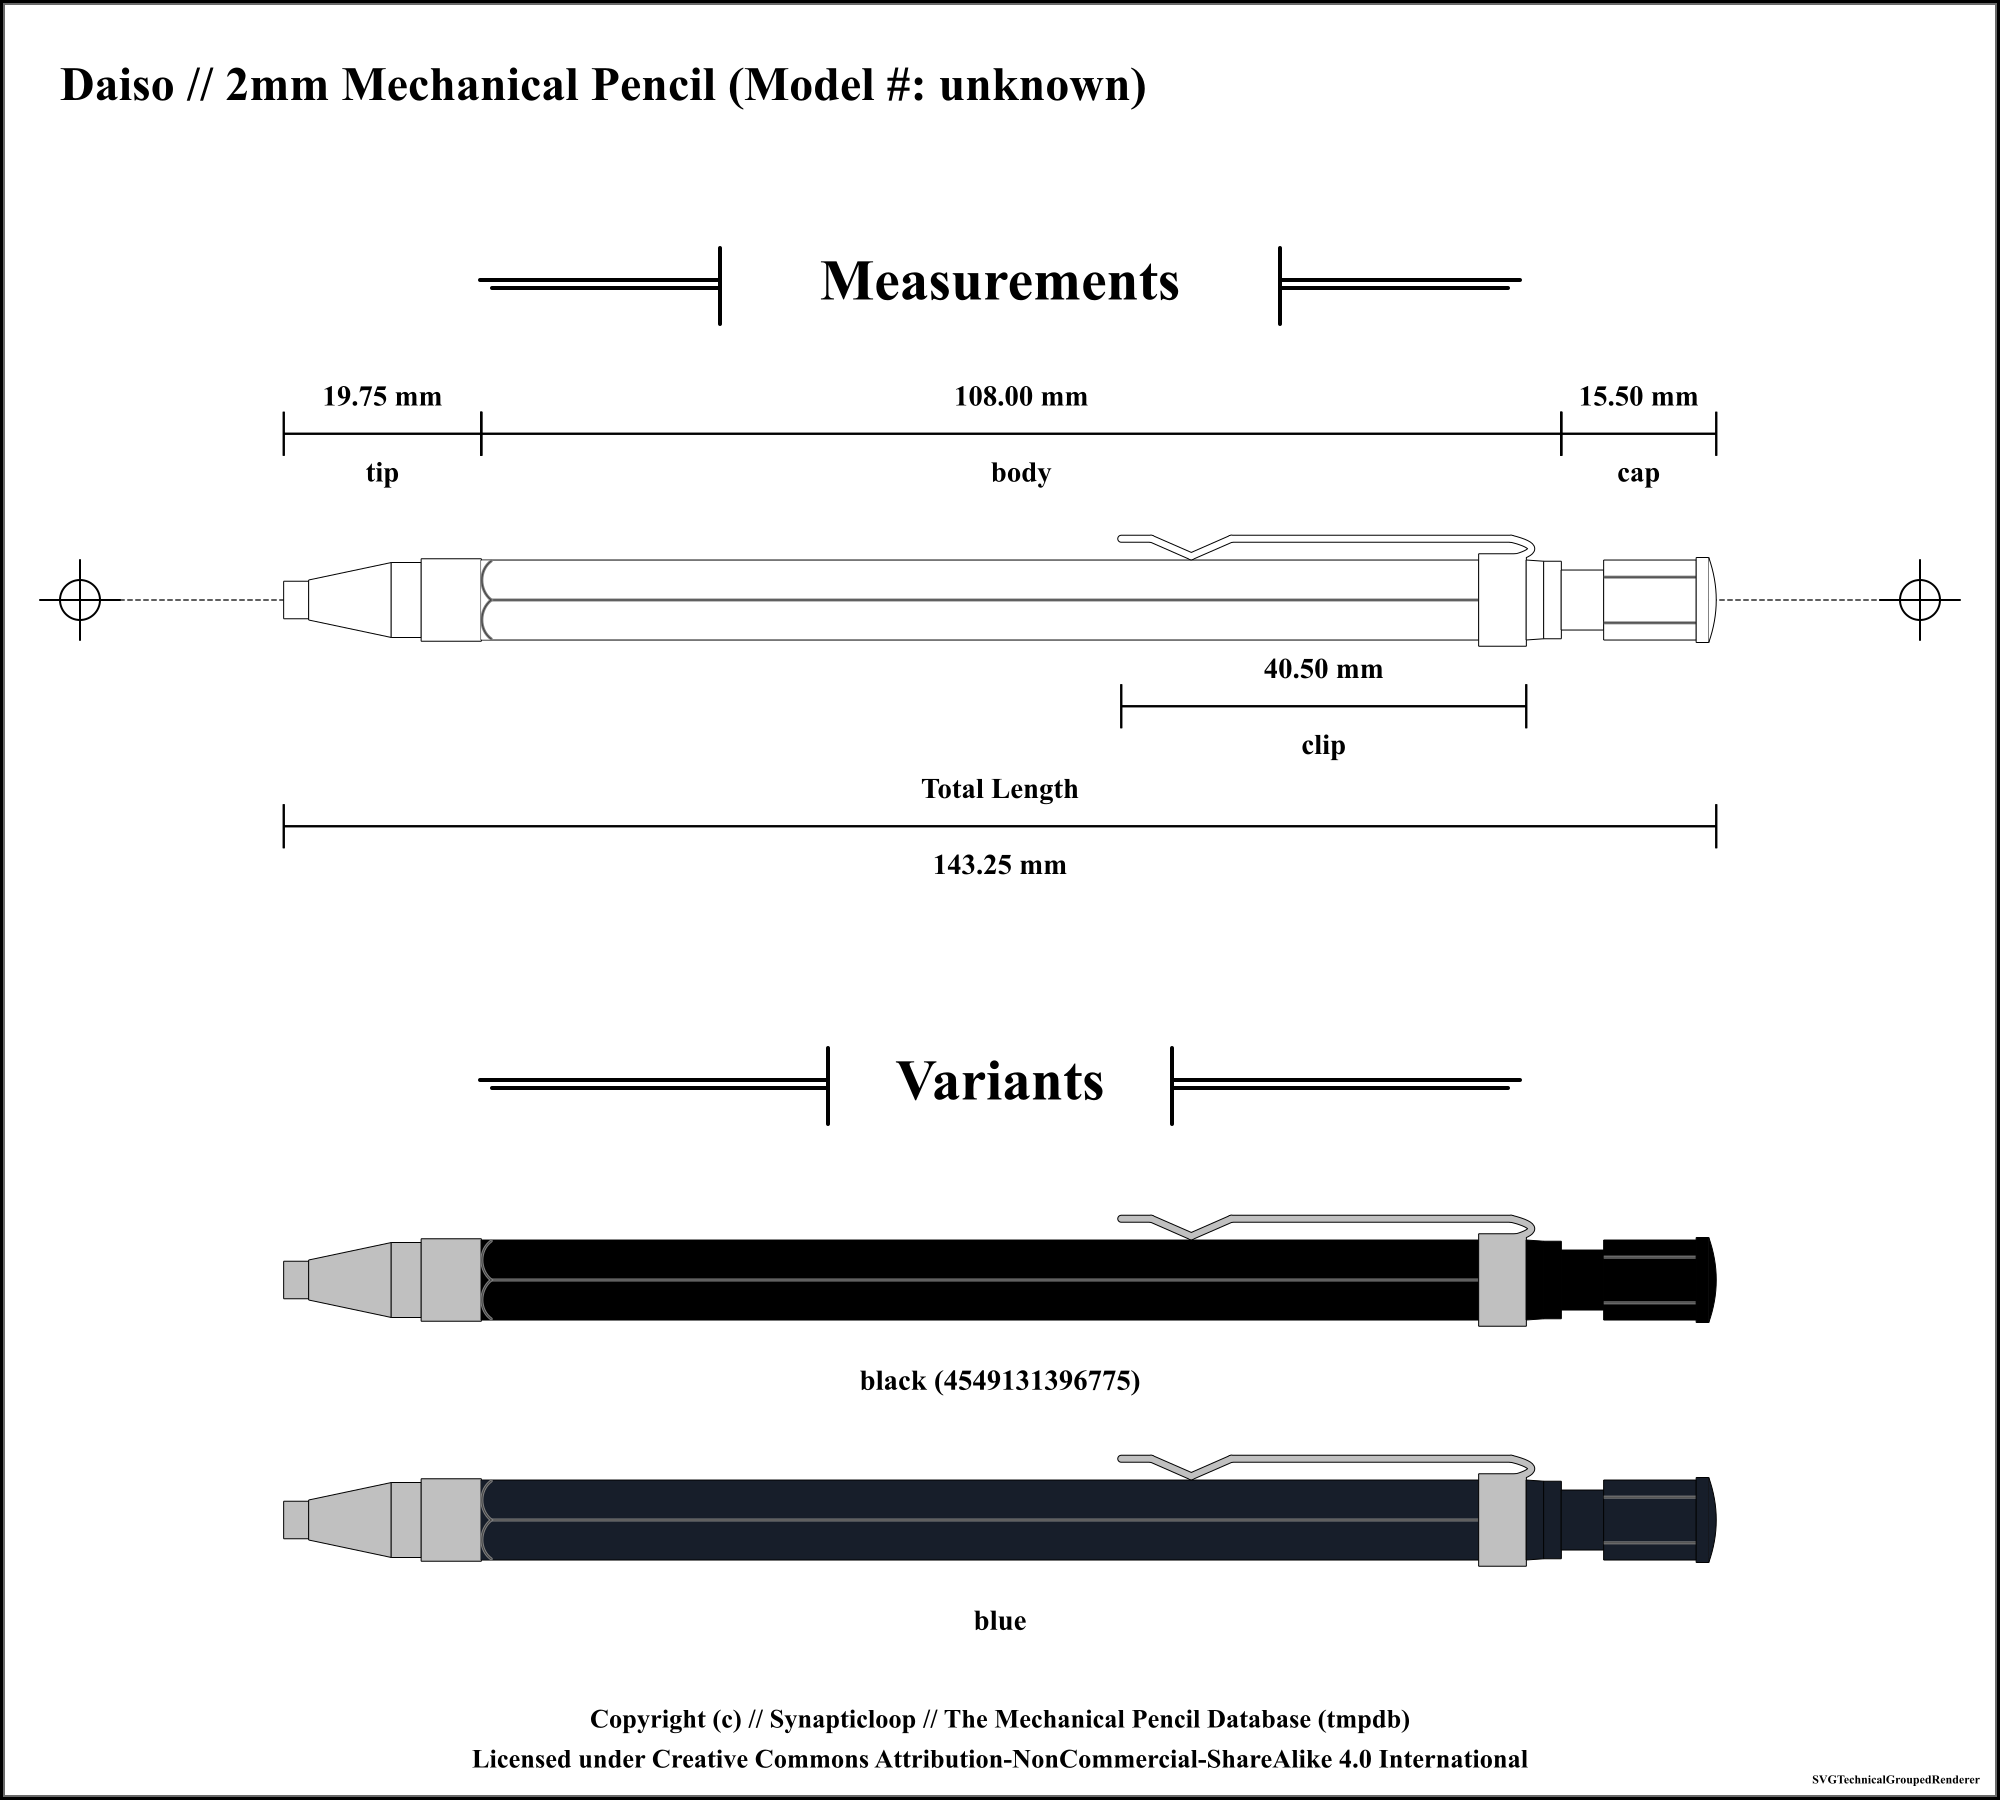 Daiso // 2mm Mechanical Pencil (Model #: unknown)
Measurements
19.75 mm
108.00 mm
15.50 mm
tip
body
cap
40.50 mm
clip
Total Length
143.25 mm
Variants
black (4549131396775)
blue
Copyright (c) // Synapticloop // The Mechanical Pencil Database (tmpdb)
Licensed under Creative Commons Attribution-NonCommercial-ShareAlike 4.0 International
SVGTechnicalGroupedRenderer